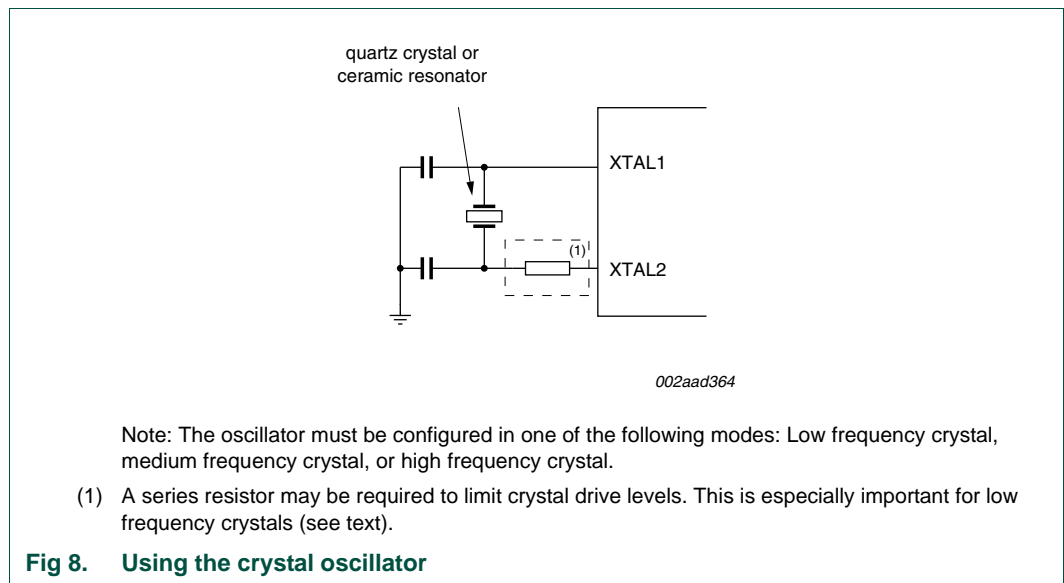 quartz crystal or
ceramic resonator
XTAL1
(1)
XTAL2
002aad364
Note: The oscillator must be configured in one of the following modes: Low frequency crystal,
medium frequency crystal, or high frequency crystal.
(1) A series resistor may be required to limit crystal drive levels. This is especially important for low
frequency crystals (see text).
Fig 8. Using the crystal oscillator